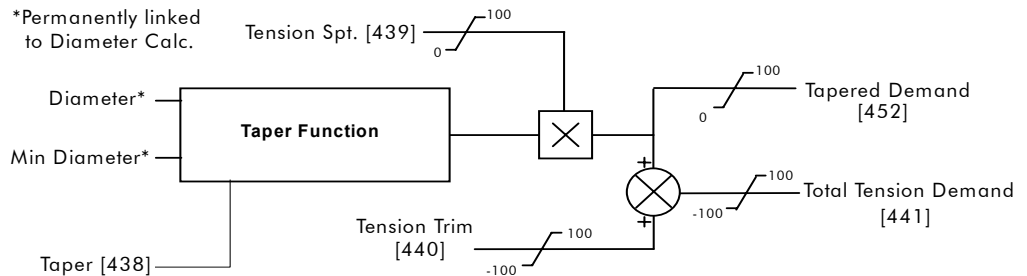 *Permanently linked
to Diameter Calc.
Tension Spt. [439]
100
0
Diameter*
Taper Function
Min Diameter*
100
0
Tapered Demand
[452]
+
+
100
-100
Total Tension Demand
[441]
Tension Trim
[440]
100
-100
Taper [438]